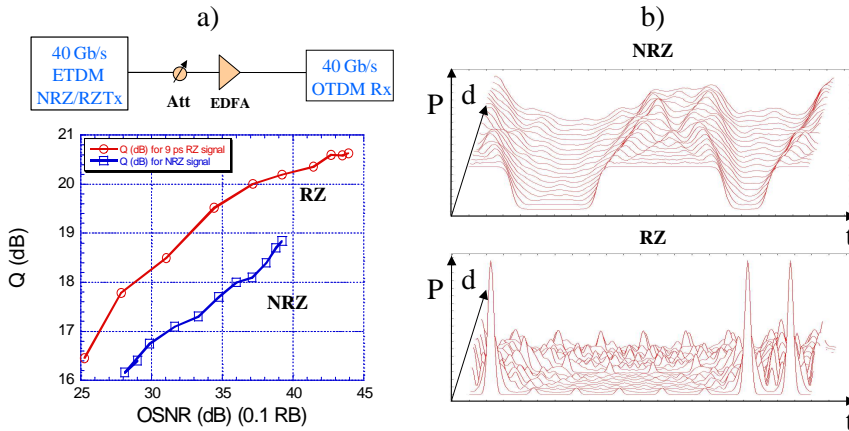 a)
40 Gb/s
ETDM
NRZ/RZTx
Att
EDFA
40 Gb/s
OTDM Rx
Q (dB) for 9 ps RZ signal
Q (dB) for NRZ signal
RZ
NRZ
Q (dB)
21
20
19
18
17
16
25
30
35
40
45
OSNR (dB) (0.1 RB)
b)
NRZ
P
d
t
RZ
P
d
t